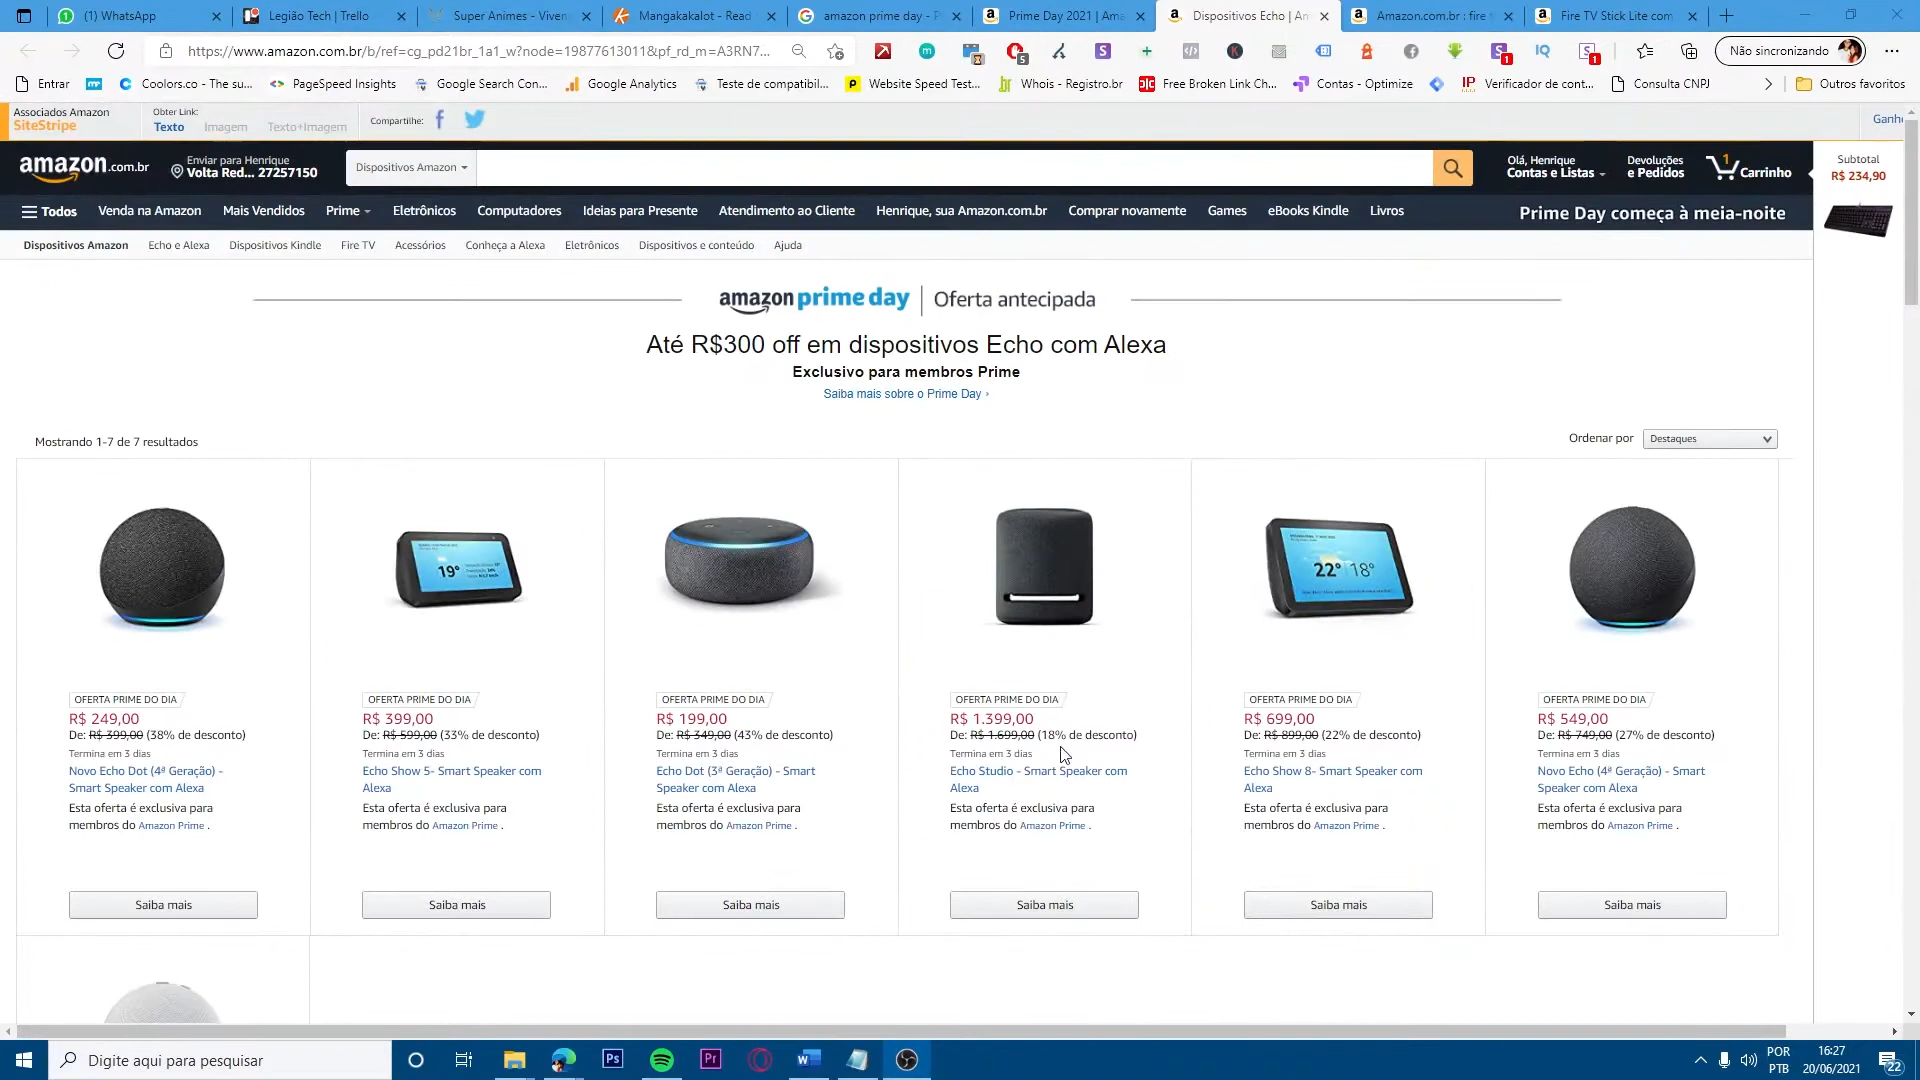 (1) WhatsApp
Legião Tech | Trello
Super Animes - Viven
Mangakakalot - Read
amazon prime day - P
Prime Day 2021 | Ama
Dispositivos Echo | An
Amazon.com.br : fire t
Fire TV Stick Lite com
https://www.amazon.com.br/b/ref=cg_pd21br_1a1_w?node=19877613011&pf_rd_m=A3RN7...
Não sincronizando
Entrar
Coolors.co - The su...
PageSpeed Insights
Google Search Con...
Google Analytics
Teste de compatibil...
Website Speed Test...
Whois - Registro.br
Free Broken Link Ch...
Contas - Optimize
Verificador de cont...
Consulta CNPJ
Outros favoritos
Associados Amazon
SiteStripe
Obter Link:
Texto Imagem Texto+Imagem
Compartilhe:
Ganhe
amazon.com.br
Enviar para Henrique
Volta Red... 27257150
Dispositivos Amazon
Olá, Henrique
Contas e Listas
Devoluções
e Pedidos
1
Carrinho
Subtotal
R$ 234,90
Todos Venda na Amazon Mais Vendidos Prime Eletrônicos Computadores Ideias para Presente Atendimento ao Cliente Henrique, sua Amazon.com.br Comprar novamente Games eBooks Kindle Livros
Prime Day começa à meia-noite
Dispositivos Amazon Echo e Alexa Dispositivos Kindle Fire TV Acessórios Conheça a Alexa Eletrônicos Dispositivos e conteúdo Ajuda
amazon prime day | Oferta antecipada
Até R$300 off em dispositivos Echo com Alexa
Exclusivo para membros Prime
Saiba mais sobre o Prime Day ›
Mostrando 1-7 de 7 resultados
Ordenar por Destaques
19°
22° 18°
OFERTA PRIME DO DIA
R$ 249,00
De: R$ 399,00 (38% de desconto)
Termina em 3 dias
Novo Echo Dot (4ª Geração) -
Smart Speaker com Alexa
Esta oferta é exclusiva para
membros do Amazon Prime .
Saiba mais
OFERTA PRIME DO DIA
R$ 399,00
De: R$ 599,00 (33% de desconto)
Termina em 3 dias
Echo Show 5- Smart Speaker com
Alexa
Esta oferta é exclusiva para
membros do Amazon Prime .
Saiba mais
OFERTA PRIME DO DIA
R$ 199,00
De: R$ 349,00 (43% de desconto)
Termina em 3 dias
Echo Dot (3ª Geração) - Smart
Speaker com Alexa
Esta oferta é exclusiva para
membros do Amazon Prime .
Saiba mais
OFERTA PRIME DO DIA
R$ 1.399,00
De: R$ 1.699,00 (18% de desconto)
Termina em 3 dias
Echo Studio - Smart Speaker com
Alexa
Esta oferta é exclusiva para
membros do Amazon Prime .
Saiba mais
OFERTA PRIME DO DIA
R$ 699,00
De: R$ 899,00 (22% de desconto)
Termina em 3 dias
Echo Show 8- Smart Speaker com
Alexa
Esta oferta é exclusiva para
membros do Amazon Prime .
Saiba mais
OFERTA PRIME DO DIA
R$ 549,00
De: R$ 749,00 (27% de desconto)
Termina em 3 dias
Novo Echo (4ª Geração) - Smart
Speaker com Alexa
Esta oferta é exclusiva para
membros do Amazon Prime .
Saiba mais
Digite aqui para pesquisar
Ps
Pr
POR
PTB
16:27
20/06/2021
22